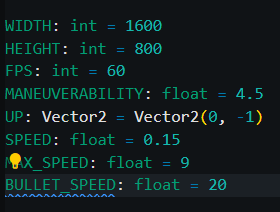 WIDTH: int = 1600
HEIGHT: int = 800
FPS: int = 60
MANEUVERABILITY: float = 4.5
UP: Vector2 = Vector2(0, -1)
SPEED: float = 0.15
MAX_SPEED: float = 9
BULLET_SPEED: float = 20